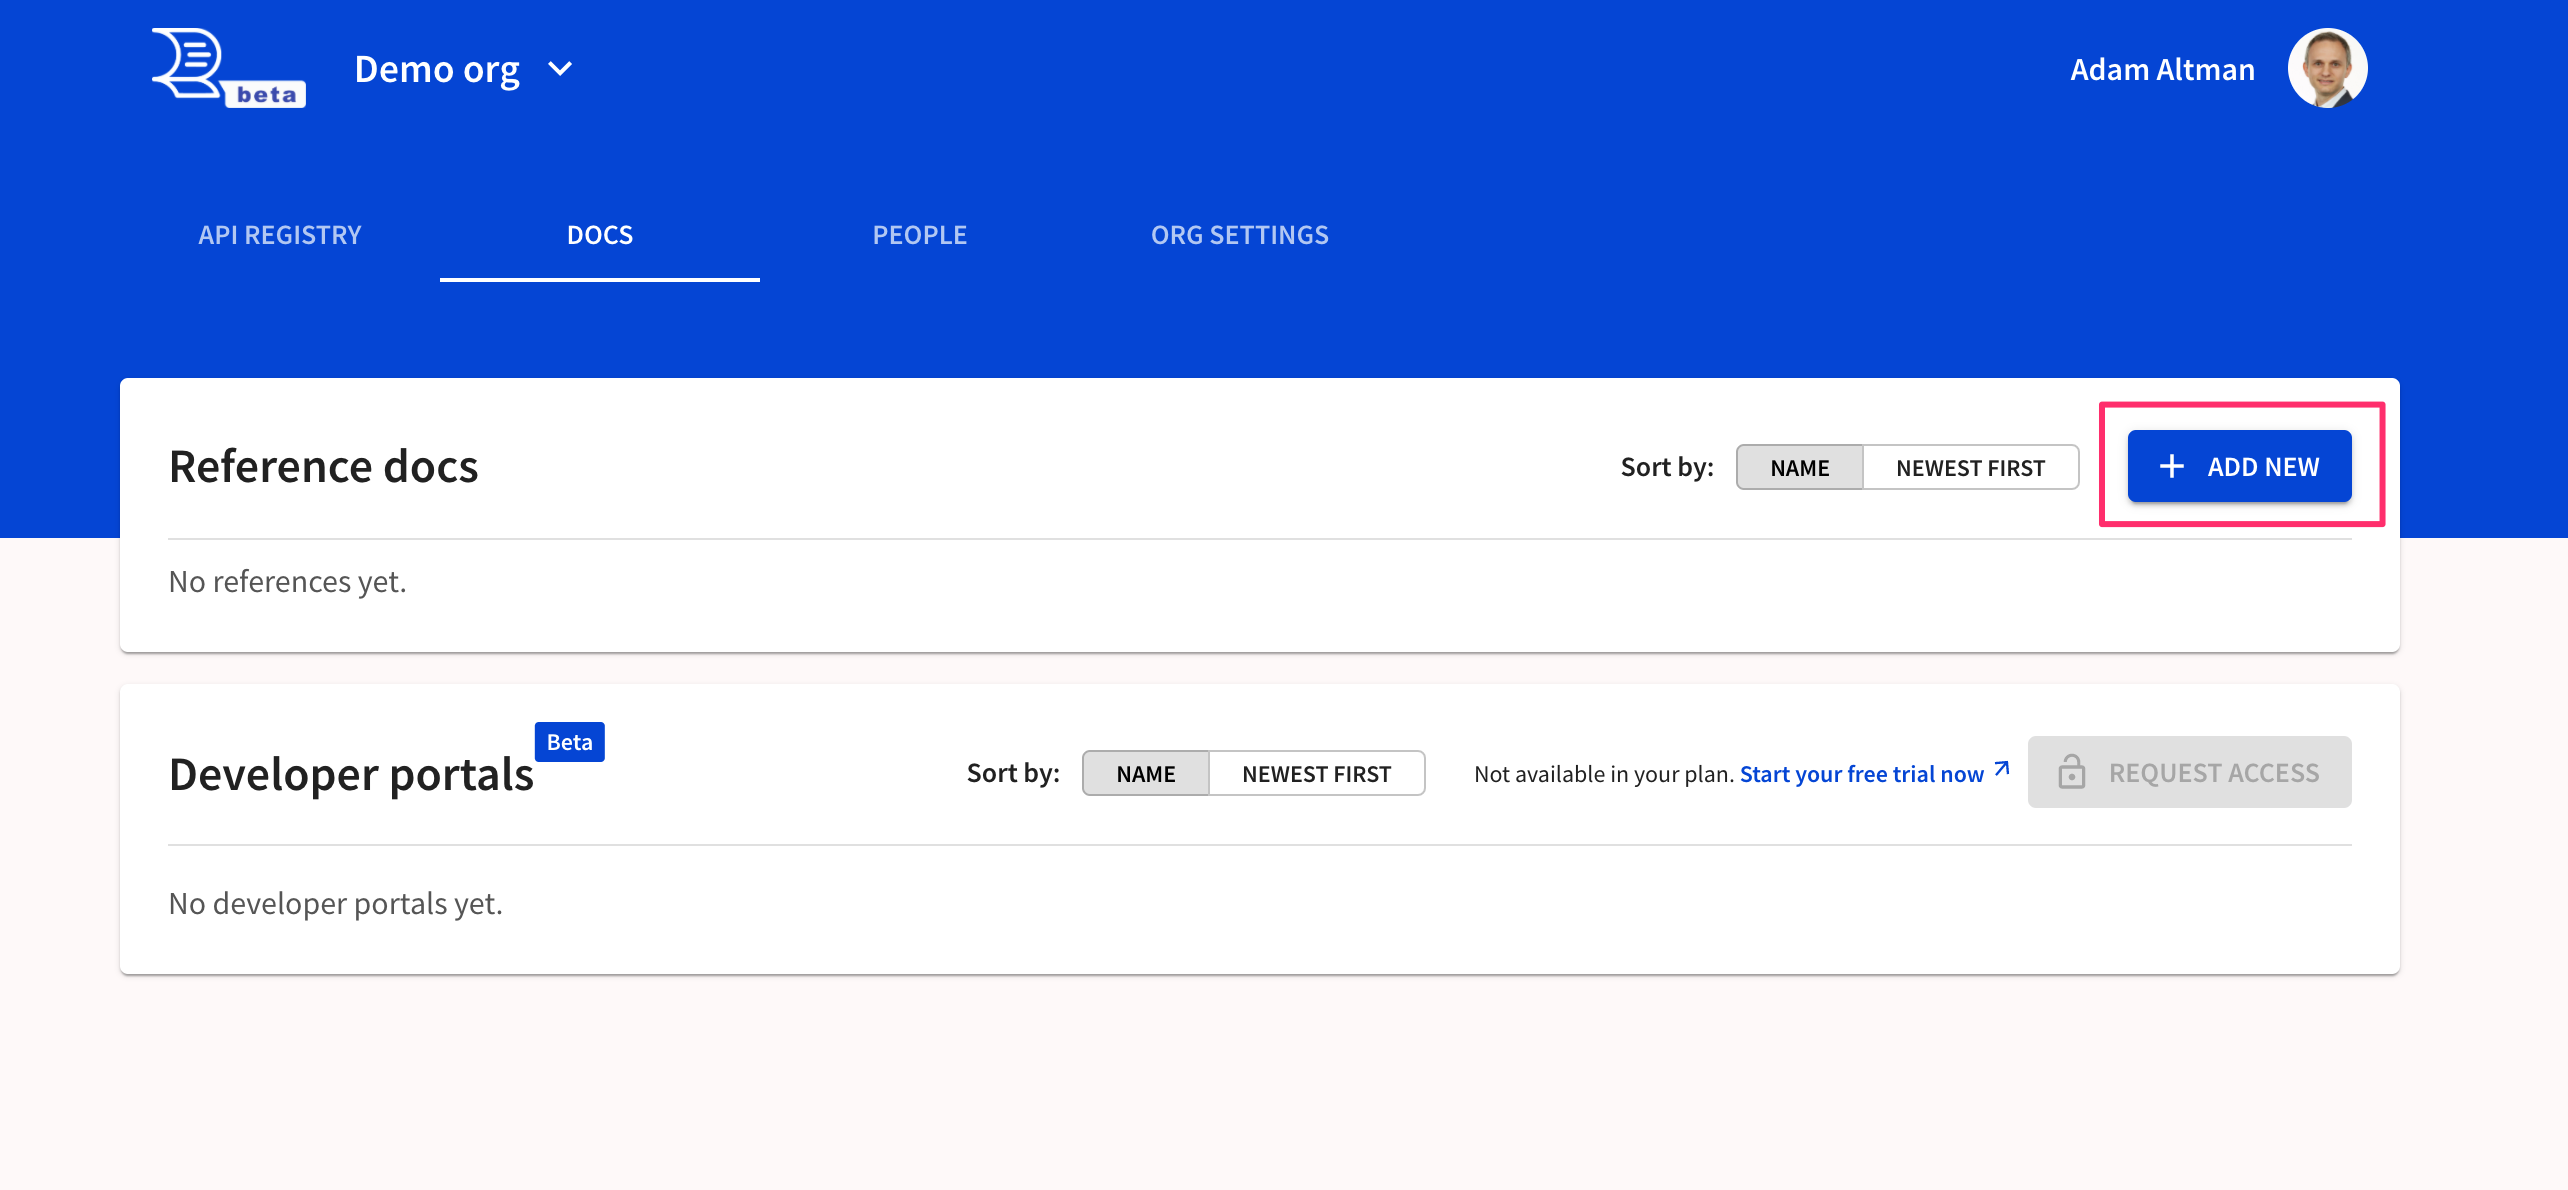 beta
Demo org
Adam Altman
API REGISTRY
DOCS
PEOPLE
ORG SETTINGS
Reference docs
Sort by:
NAME
NEWEST FIRST
ADD NEW
No references yet.
Developer portals
Beta
Sort by:
NAME
NEWEST FIRST
Not available in your plan. Start your free trial now
REQUEST ACCESS
No developer portals yet.